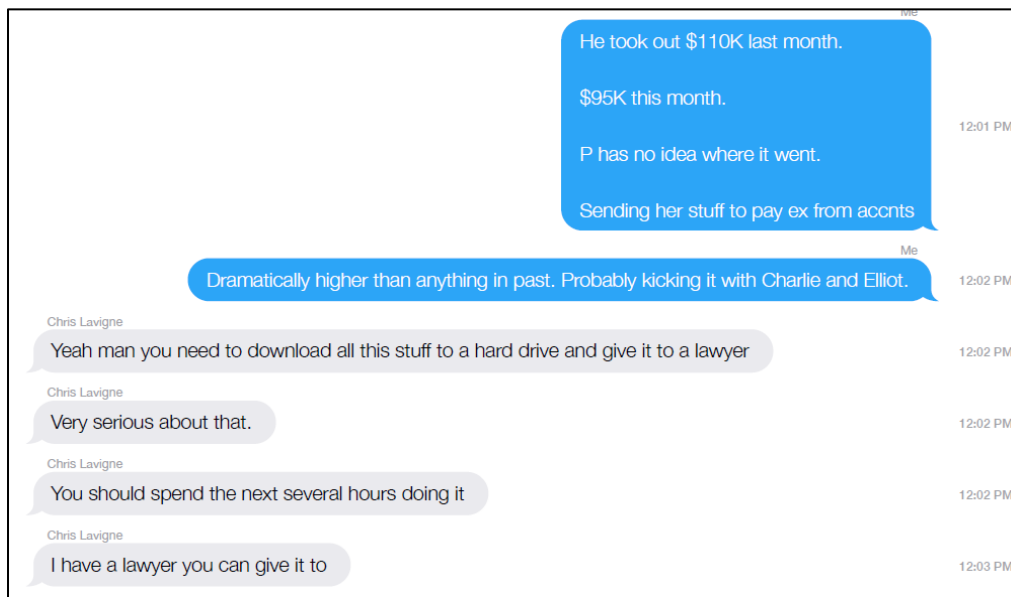 Me
He took out $110K last month.
$95K this month.
12:01 PM
P has no idea where it went.
Sending her stuff to pay ex from accnts
Me
Dramatically higher than anything in past. Probably kicking it with Charlie and Elliot.
12:02 PM
Chris Lavigne
Yeah man you need to download all this stuff to a hard drive and give it to a lawyer
12:02 PM
Chris Lavigne
Very serious about that.
12:02 PM
Chris Lavigne
You should spend the next several hours doing it
12:02 PM
Chris Lavigne
I have a lawyer you can give it to
12:03 PM